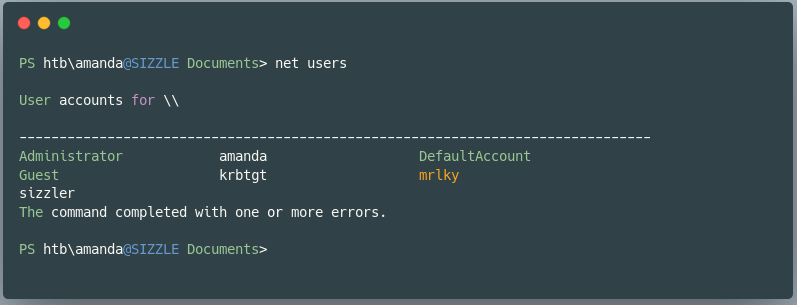 PS htb\amanda@SIZZLE Documents> net users
User accounts for \\
-------------------------------------------------------------------------------
Administrator            amanda                   DefaultAccount
Guest                    krbtgt                   mrlky
sizzler
The command completed with one or more errors.
PS htb\amanda@SIZZLE Documents>